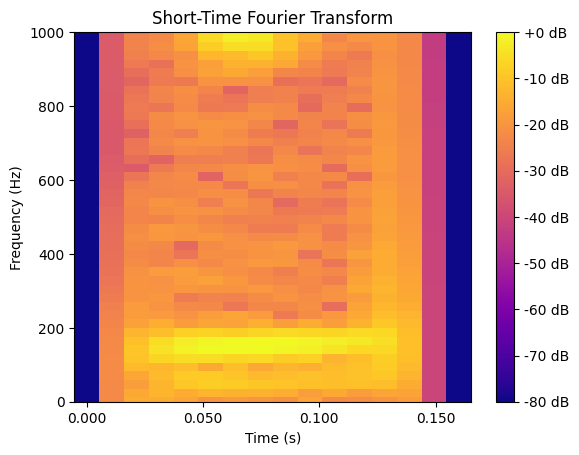 Short-Time Fourier Transform
Frequency (Hz)
1000
800
600
400
200
0
0.000
0.050
0.100
0.150
Time (s)
+0 dB
-10 dB
-20 dB
-30 dB
-40 dB
-50 dB
-60 dB
-70 dB
-80 dB